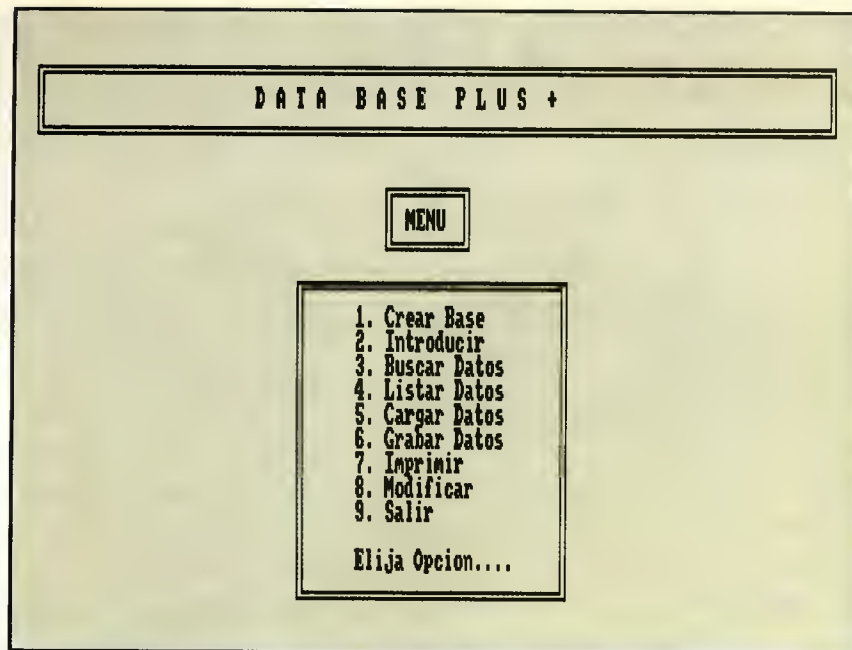 DATA BASE PLUS +
MENU
1. Crear Base
2. Introducir
3. Buscar Datos
4. Listar Datos
5. Cargar Datos
6. Grabar Datos
7. Imprimir
8. Modificar
9. Salir
Elija Opcion....